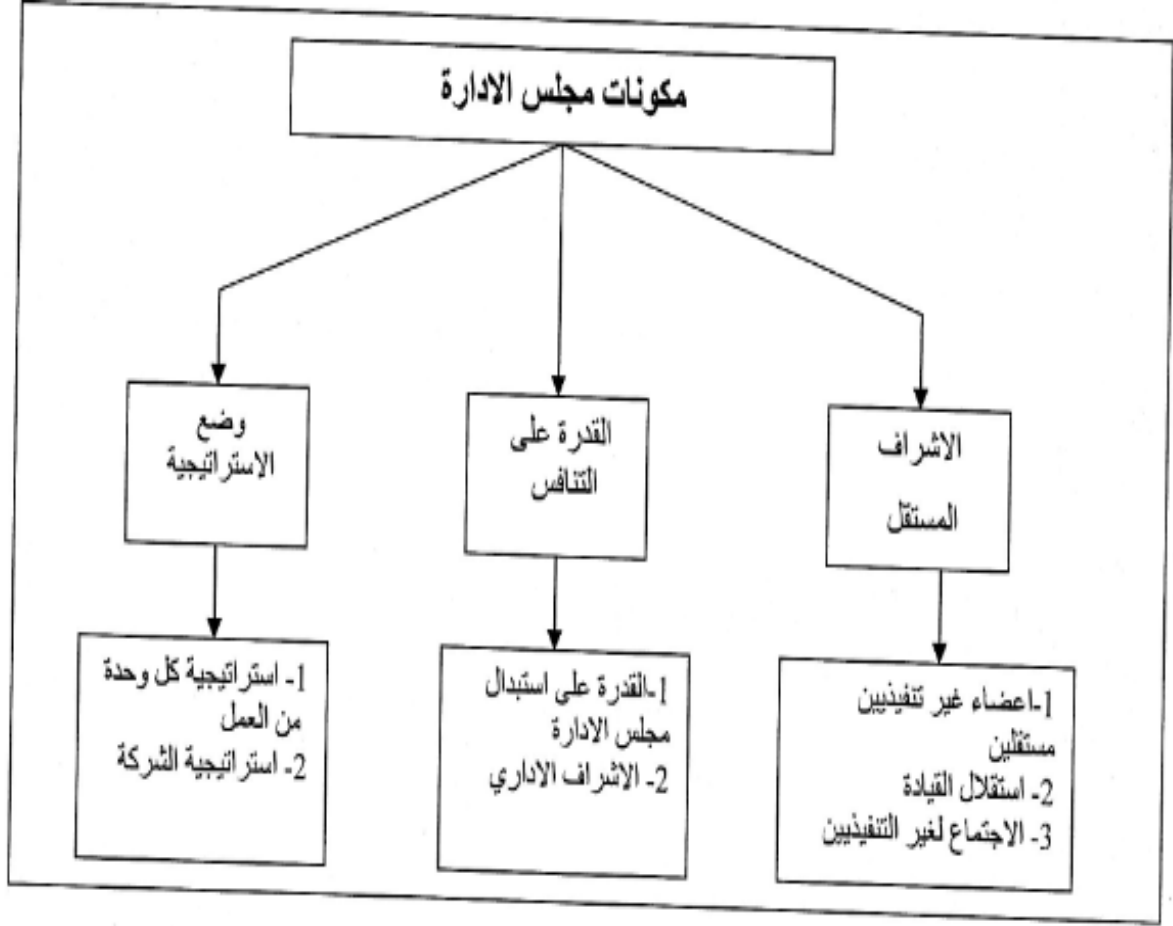 مكونات مجلس الادارة
الاشراف
المستقل
القدرة على
التنافس
وضع
الاستراتيجية
1-اعضاء غير تنفيذيين
مستقلين
2- استقلال القيادة
3- الاجتماع لغير التنفيذيين
1-القدرة على استبدال
مجلس الادارة
2- الاشراف الاداري
1- استراتيجية كل وحدة
من العمل
2- استراتيجية الشركة